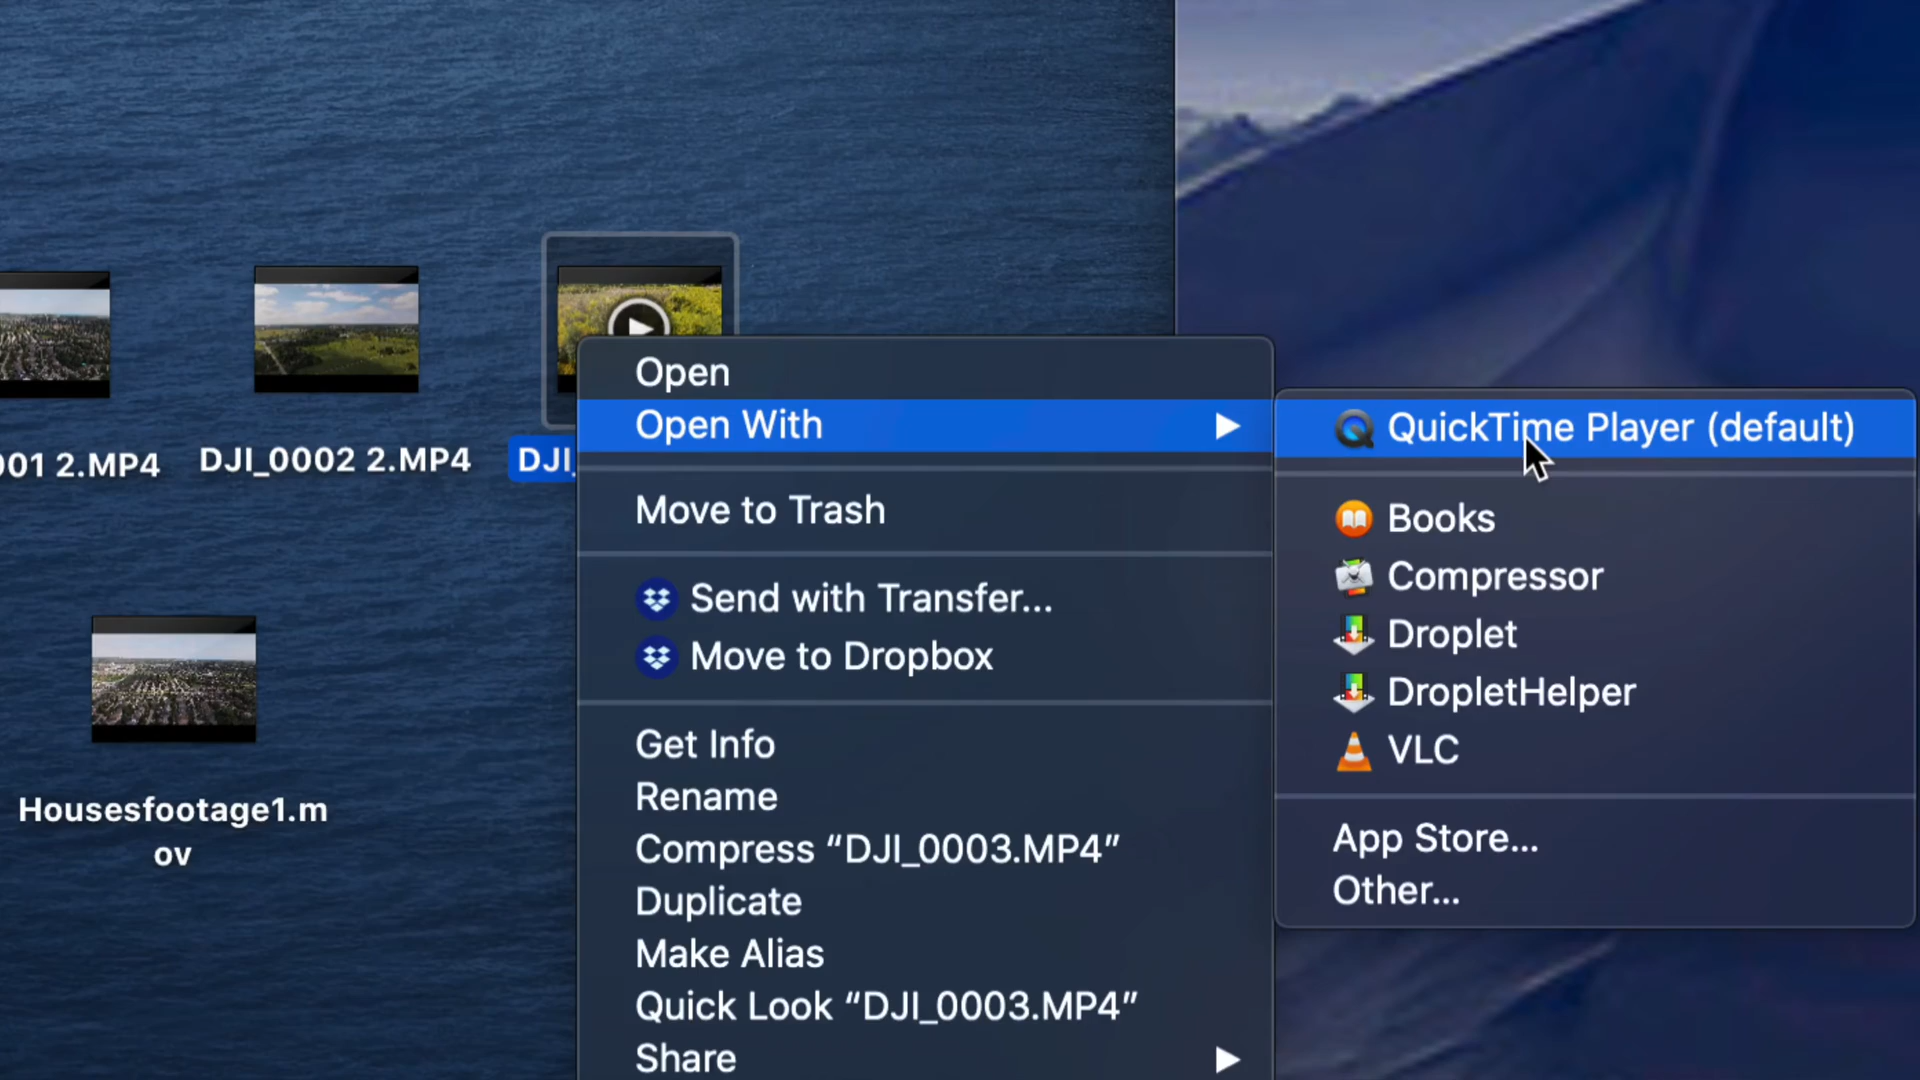 001 2.MP4
DJI_0002 2.MP4
DJI_
Housesfootage1.m
ov
Open
Open With
Move to Trash
Send with Transfer...
Move to Dropbox
Get Info
Rename
Compress “DJI_0003.MP4”
Duplicate
Make Alias
Quick Look “DJI_0003.MP4”
Share
QuickTime Player (default)
Books
Compressor
Droplet
DropletHelper
VLC
App Store...
Other...